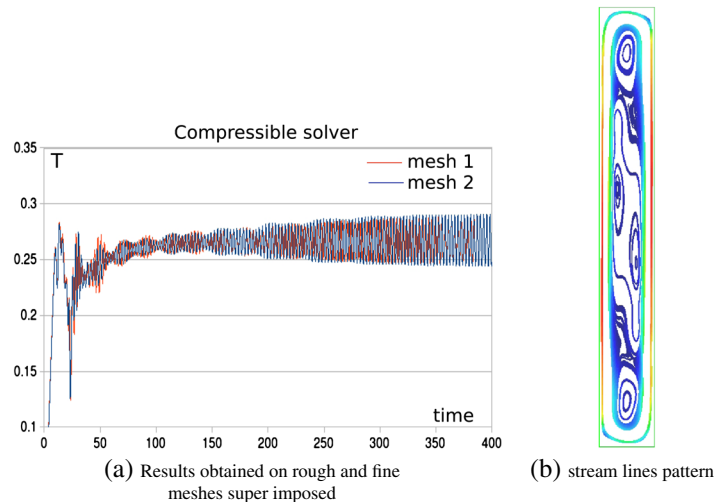 Compressible solver
0.35
T
mesh 1
mesh 2
0.3
0.25
0.2
0.15
0.1
time
0 50 100 150 200 250 300 350 400
(a) Results obtained on rough and fine
meshes super imposed
(b) stream lines pattern